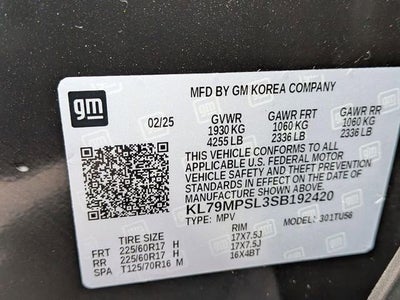 gm
MFD BY GM KOREA COMPANY
02/25 GVWR GAWR FRT GAWR RR
1930 KG 1060 KG 1060 KG
4255 LB 2336 LB 2336 LB
THIS VEHICLE CONFORMS TO ALL
APPLICABLE U.S. FEDERAL MOTOR
VEHICLE SAFETY AND THEFT PREVENTION
STANDARDS IN EFFECT ON THE DATE OF
MANUFACTURE SHOWN ABOVE.
KL79MPSL3SB192420
TYPE: MPV MODEL: 301TU56
TIRE SIZE RIM
FRT 225/60R17 H 17X7.5J
RR 225/60R17 H 17X7.5J
SPA T125/70R16 M 16X4BT